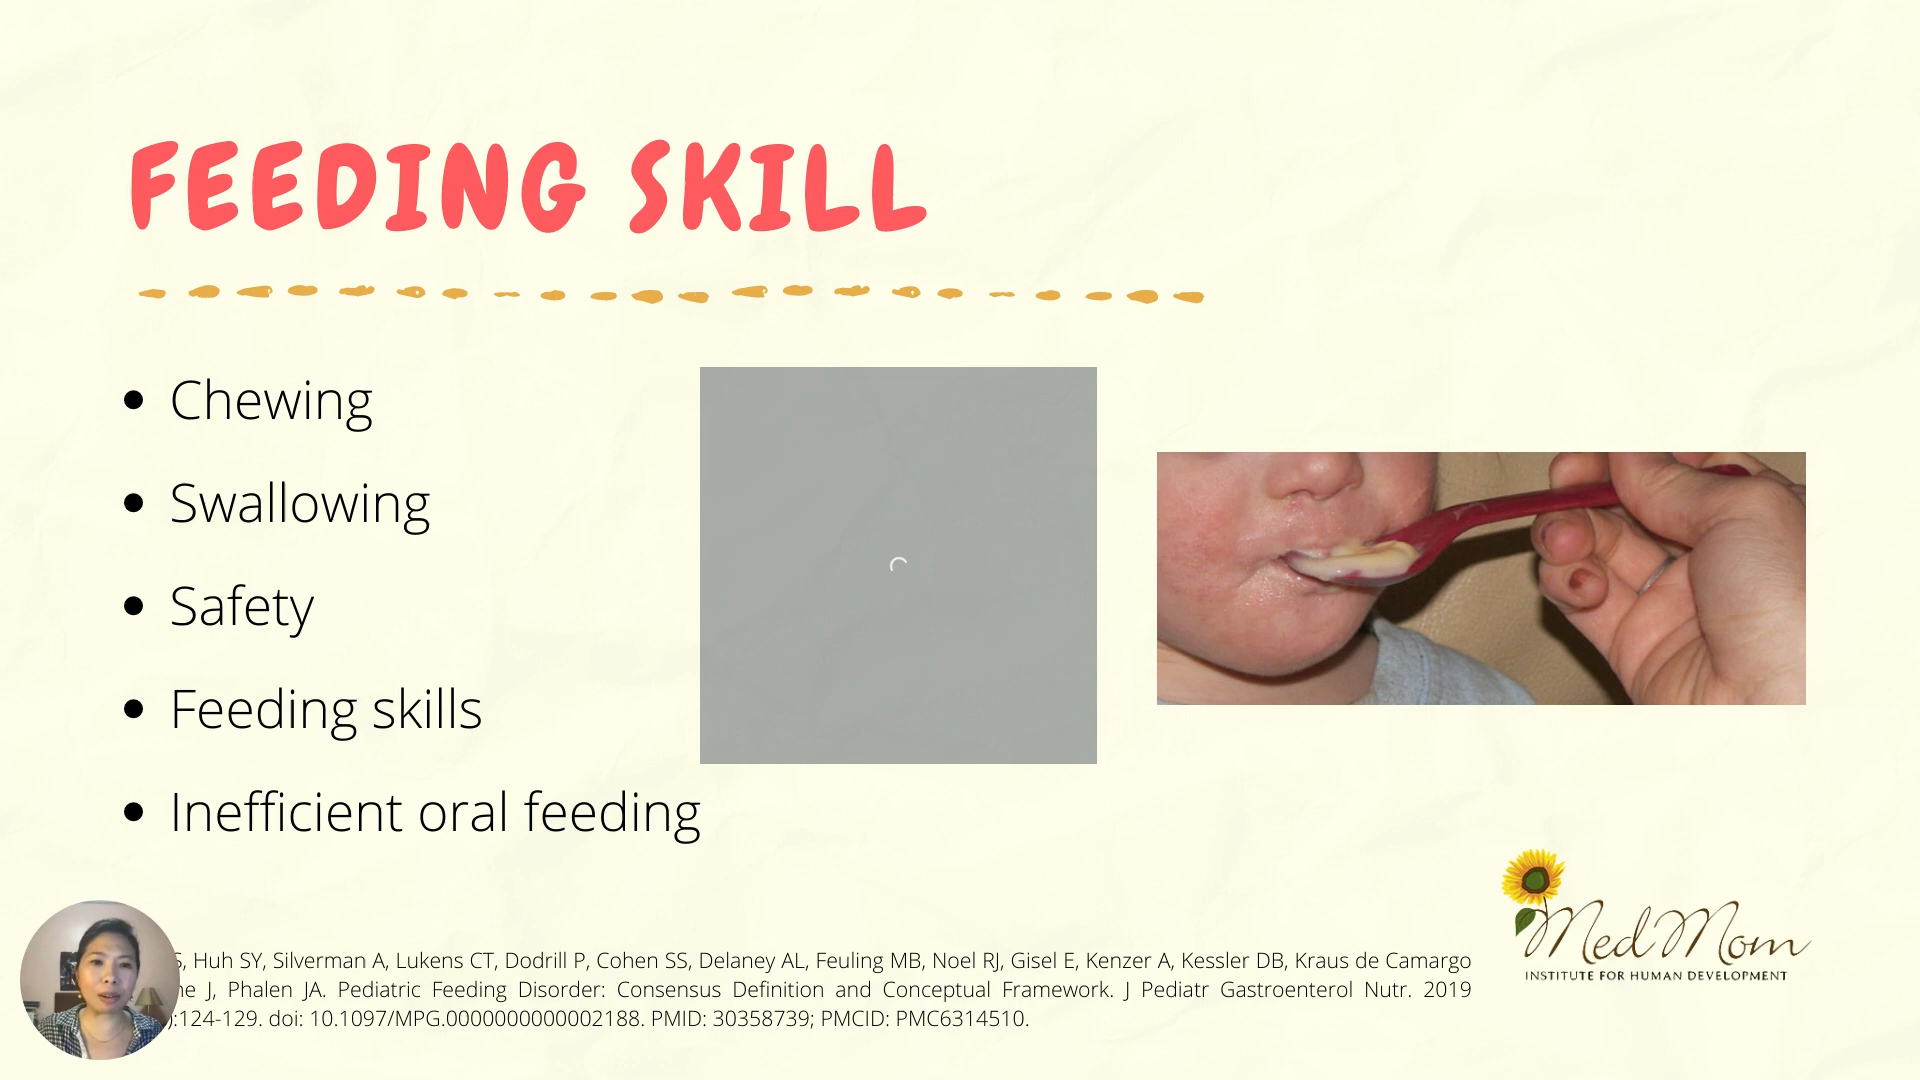 FEEDING SKILL
Chewing
Swallowing
Safety
Feeding skills
Inefficient oral feeding
Huh SY, Silverman A, Lukens CT, Dodrill P, Cohen SS, Delaney AL, Feuling MB, Noel RJ, Gisel E, Kenzer A, Kessler DB, Kraus de Camargo
J, Phalen JA. Pediatric Feeding Disorder: Consensus Definition and Conceptual Framework. J Pediatr Gastroenterol Nutr. 2019
):124-129. doi: 10.1097/MPG.0000000000002188. PMID: 30358739; PMCID: PMC6314510.
MedMom
INSTITUTE FOR HUMAN DEVELOPMENT